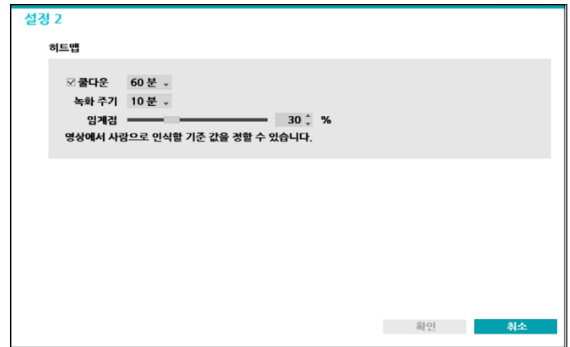 설정 2
히트맵
쿨다운 60 분
녹화 주기 10 분
임계점 30 %
영상에서 사람으로 인식할 기준 값을 정할 수 있습니다.
확인 취소